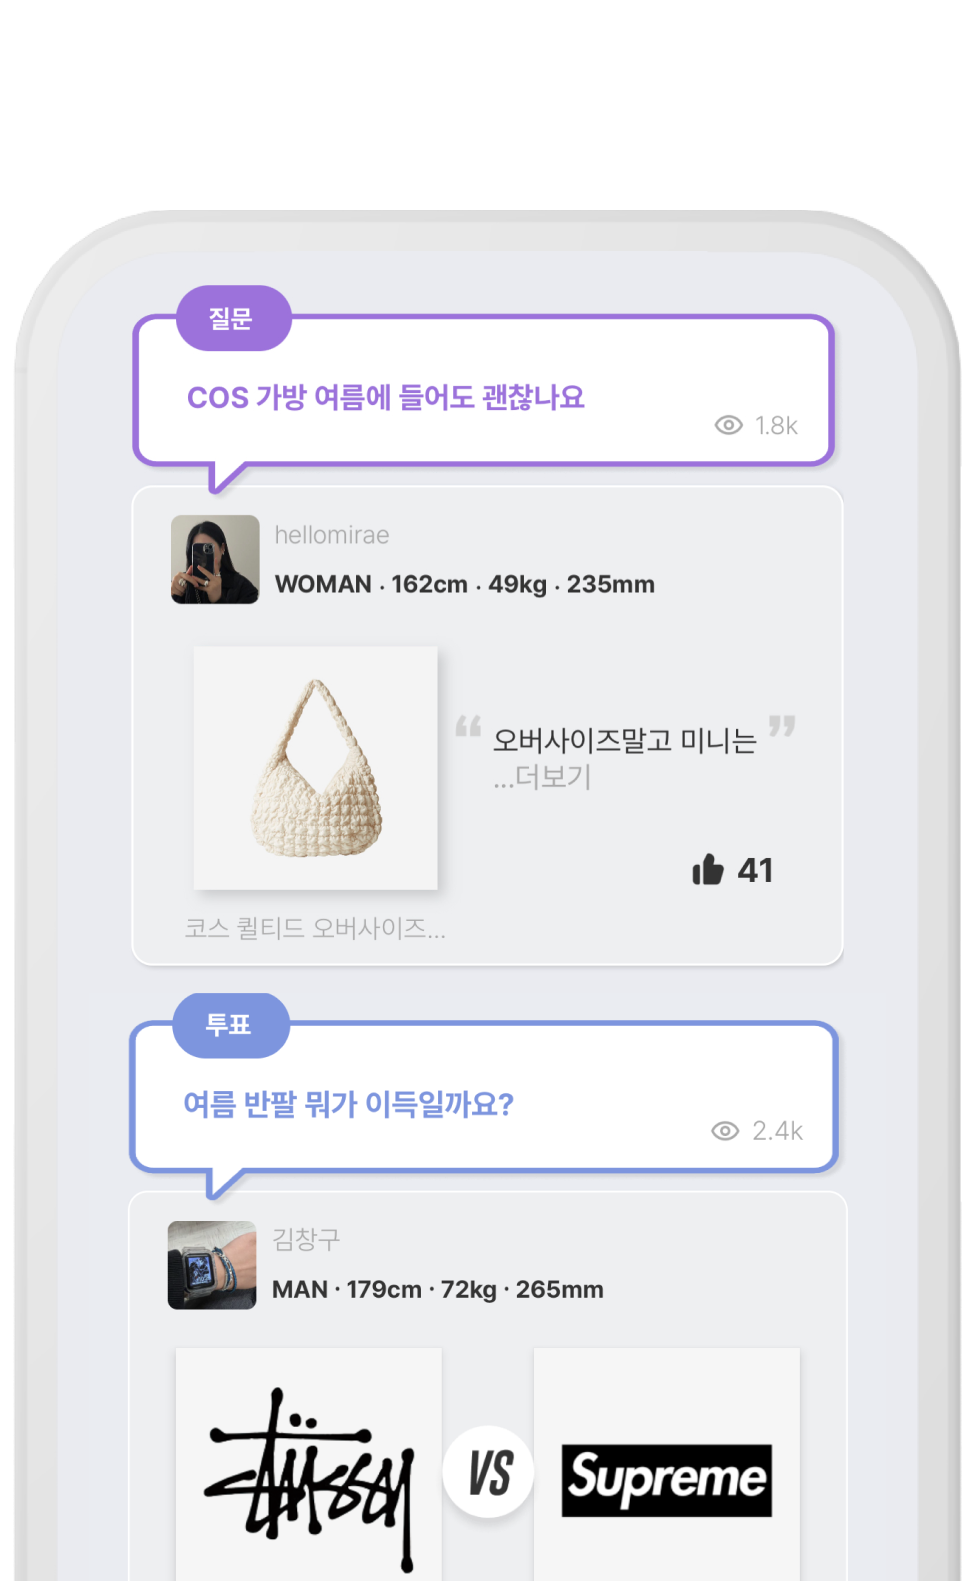 질문
COS 가방 여름에 들어도 괜찮나요
1.8k
hellomirae
WOMAN · 162cm · 49kg · 235mm
“ 오버사이즈말고 미니는 ”
...더보기
41
코스 퀼티드 오버사이즈...
투표
여름 반팔 뭐가 이득일까요?
2.4k
김창구
MAN · 179cm · 72kg · 265mm
Stüssy
VS
Supreme